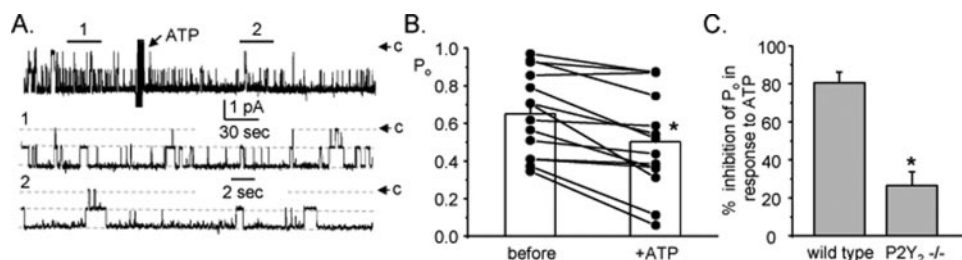 A.
1
ATP
2
c
1 pA
30 sec
1
c
2 sec
2
c
B.
Po
1.0
0.8
0.6
0.4
0.2
0.0
*
before
+ATP
C.
% inhibition of Po in
response to ATP
100
80
60
40
20
0
*
wild type
P2Y2 -/-